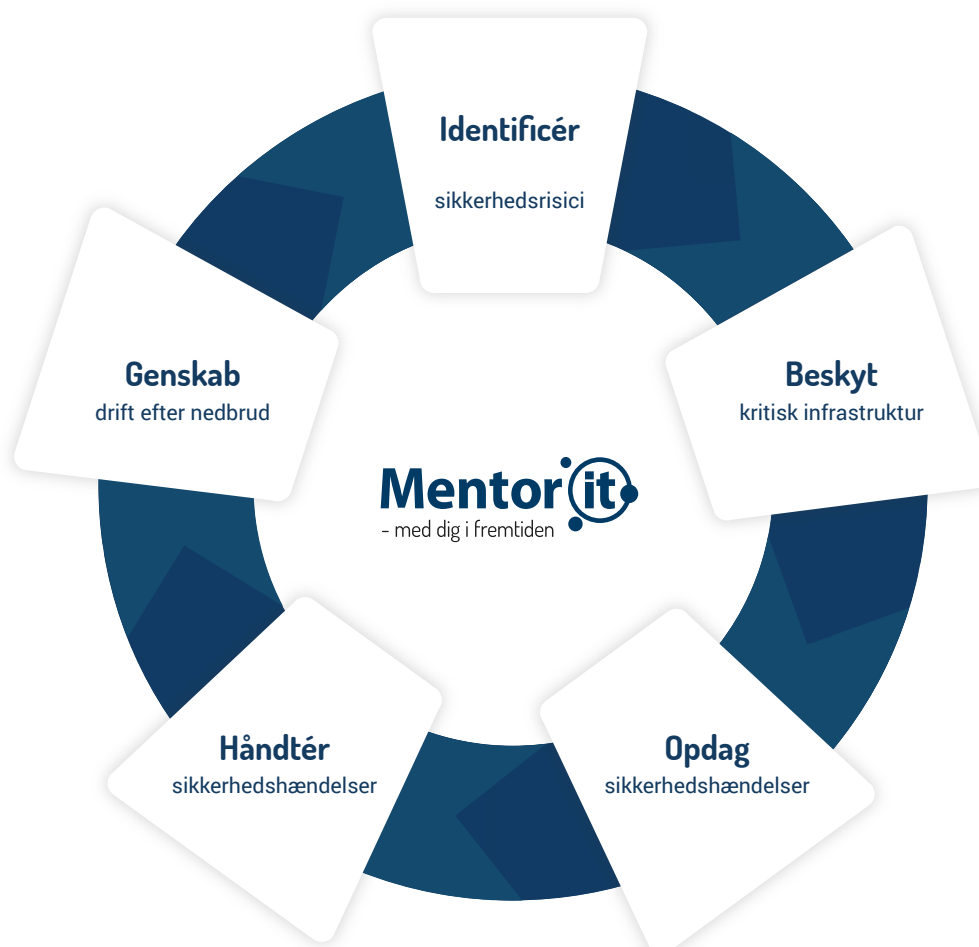 Identificér
sikkerhedsrisici
Beskyt
kritisk infrastruktur
Opdag
sikkerhedshændelser
Håndtér
sikkerhedshændelser
Genskab
drift efter nedbrud
Mentor it
- med dig i fremtiden